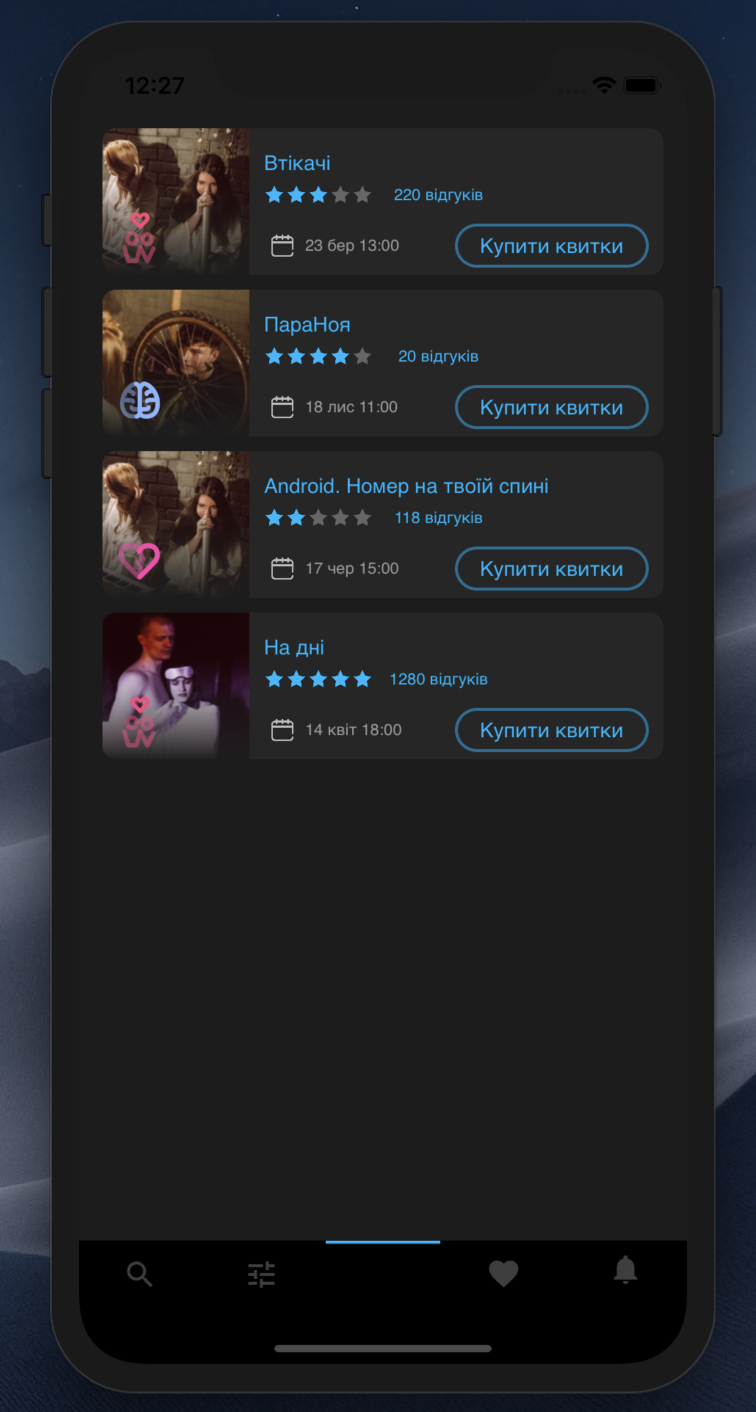 12:27
Втікачі
220 відгуків
23 бер 13:00
Купити квитки
ПараНоя
20 відгуків
18 лис 11:00
Купити квитки
Android. Номер на твоїй спині
118 відгуків
17 чер 15:00
Купити квитки
На дні
1280 відгуків
14 квіт 18:00
Купити квитки